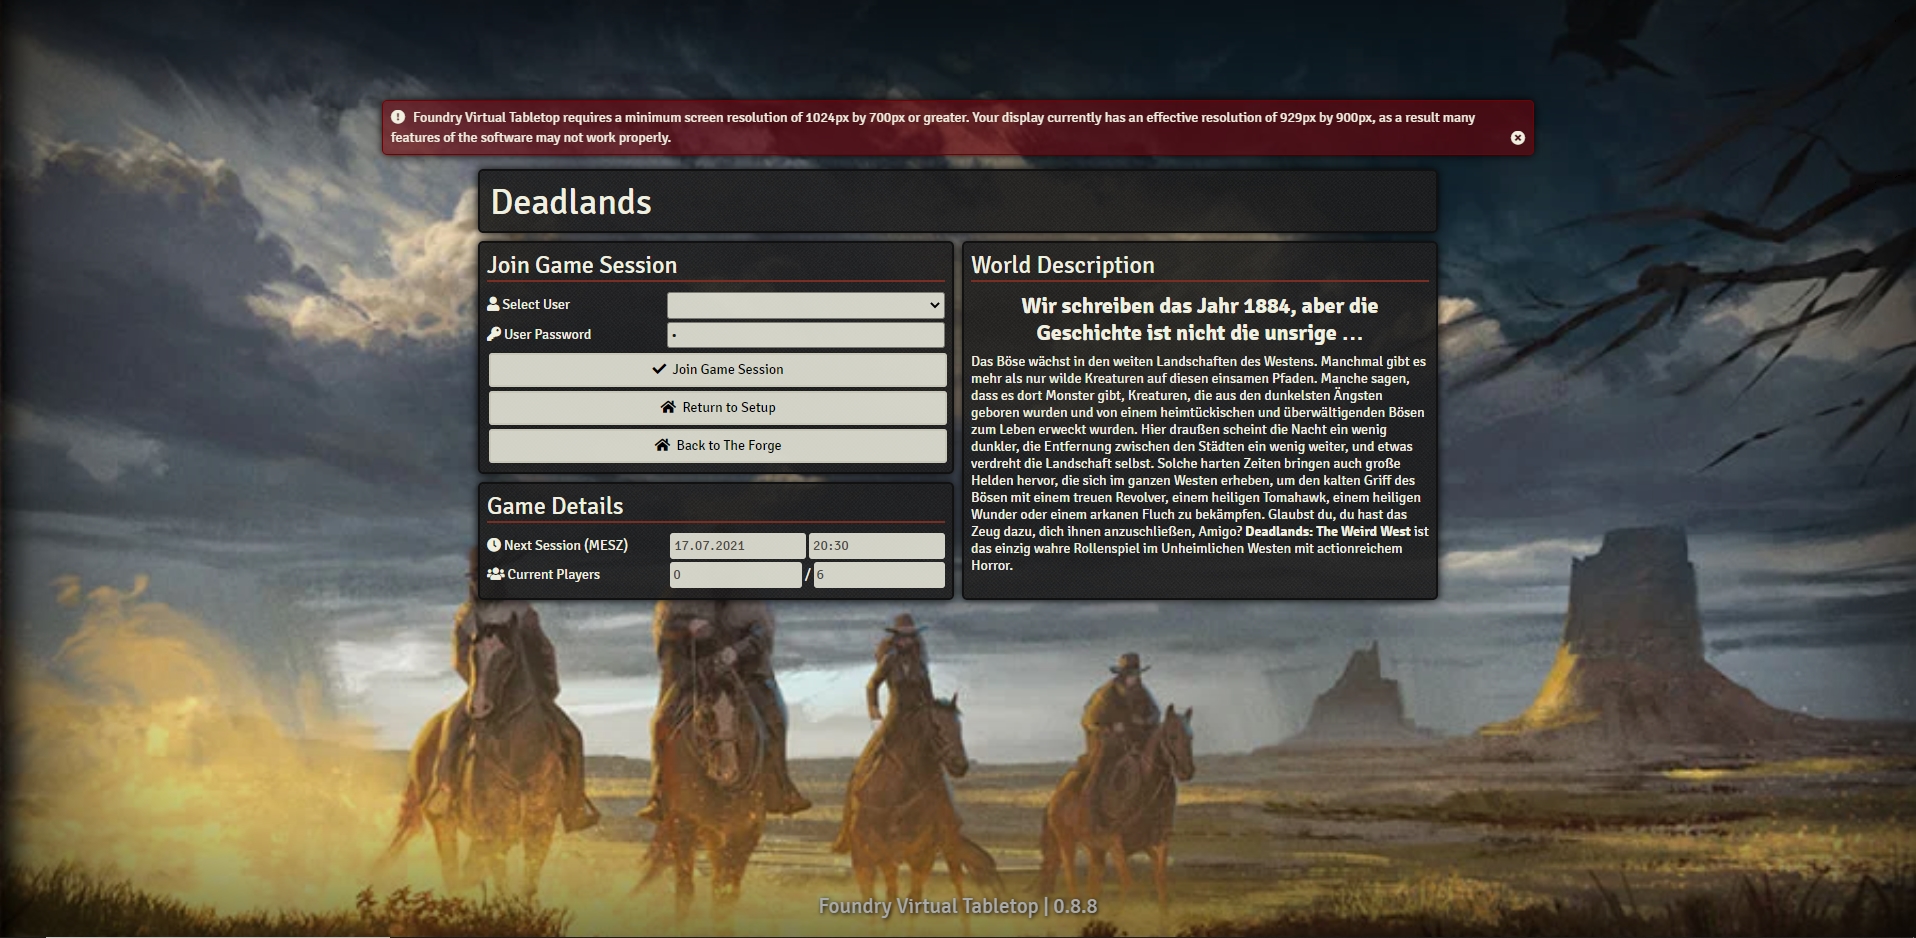 Foundry Virtual Tabletop requires a minimum screen resolution of 1024px by 700px or greater. Your display currently has an effective resolution of 929px by 900px, as a result many
features of the software may not work properly.
Deadlands
Join Game Session
Select User
User Password
Join Game Session
Return to Setup
Back to The Forge
Game Details
Next Session (MESZ) 17.07.2021 20:30
Current Players 0 / 6
World Description
Wir schreiben das Jahr 1884, aber die
Geschichte ist nicht die unsrige ...
Das Böse wächst in den weiten Landschaften des Westens. Manchmal gibt es
mehr als nur wilde Kreaturen auf diesen einsamen Pfaden. Manche sagen,
dass es dort Monster gibt, Kreaturen, die aus den dunkelsten Ängsten
geboren wurden und von einem heimtückischen und überwältigenden Bösen
zum Leben erweckt wurden. Hier draußen scheint die Nacht ein wenig
dunkler, die Entfernung zwischen den Städten ein wenig weiter, und etwas
verdreht die Landschaft selbst. Solche harten Zeiten bringen auch große
Helden hervor, die sich im ganzen Westen erheben, um den kalten Griff des
Bösen mit einem treuen Revolver, einem heiligen Tomahawk, einem heiligen
Wunder oder einem arkanen Fluch zu bekämpfen. Glaubst du, du hast das
Zeug dazu, dich ihnen anzuschließen, Amigo? Deadlands: The Weird West ist
das einzig wahre Rollenspiel im Unheimlichen Westen mit actionreichem
Horror.
Foundry Virtual Tabletop | 0.8.8